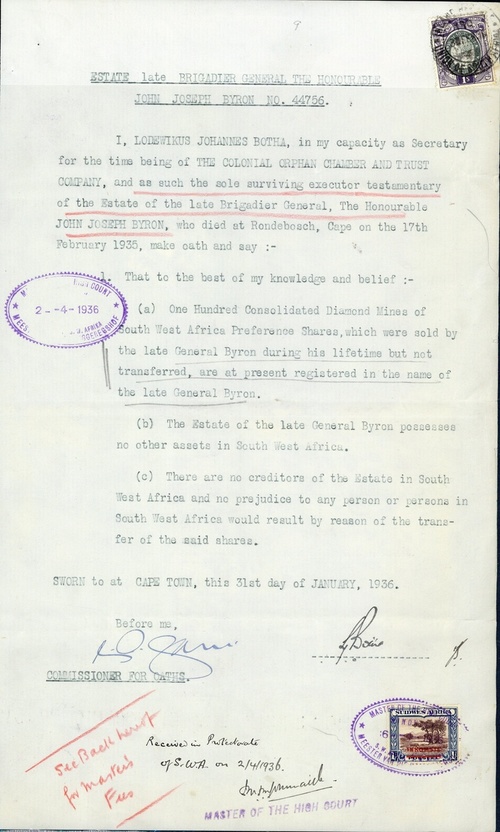 9
ESTATE late BRIGADIER GENERAL THE HONOURABLE
JOHN JOSEPH BYRON NO. 44756.
I, LODEWIKUS JOHANNES BOTHA, in my capacity as Secretary
for the time being of THE COLONIAL ORPHAN CHAMBER AND TRUST
COMPANY, and as such the sole surviving executor testamentary
of the Estate of the late Brigadier General, The Honourable
JOHN JOSEPH BYRON, who died at Rondebosch, Cape on the 17th
February 1935, make oath and say :-
1. That to the best of my knowledge and belief :-
2-4-1936
(a) One Hundred Consolidated Diamond Mines of
South West Africa Preference Shares, which were sold by
the late General Byron during his lifetime but not
transferred, are at present registered in the name of
the late General Byron.
(b) The Estate of the late General Byron possesses
no other assets in South West Africa.
(c) There are no creditors of the Estate in South
West Africa and no prejudice to any person or persons in
South West Africa would result by reason of the trans-
fer of the said shares.
SWORN to at CAPE TOWN, this 31st day of JANUARY, 1936.
Before me,
COMMISSIONER FOR OATHS.
See Back hereof
for Master's
Fees
Received in Protectorate
of S.W.A. on 2/4/1936.
MASTER OF THE HIGH COURT
MASTER OF THE
SUIDWES-AFRIKA